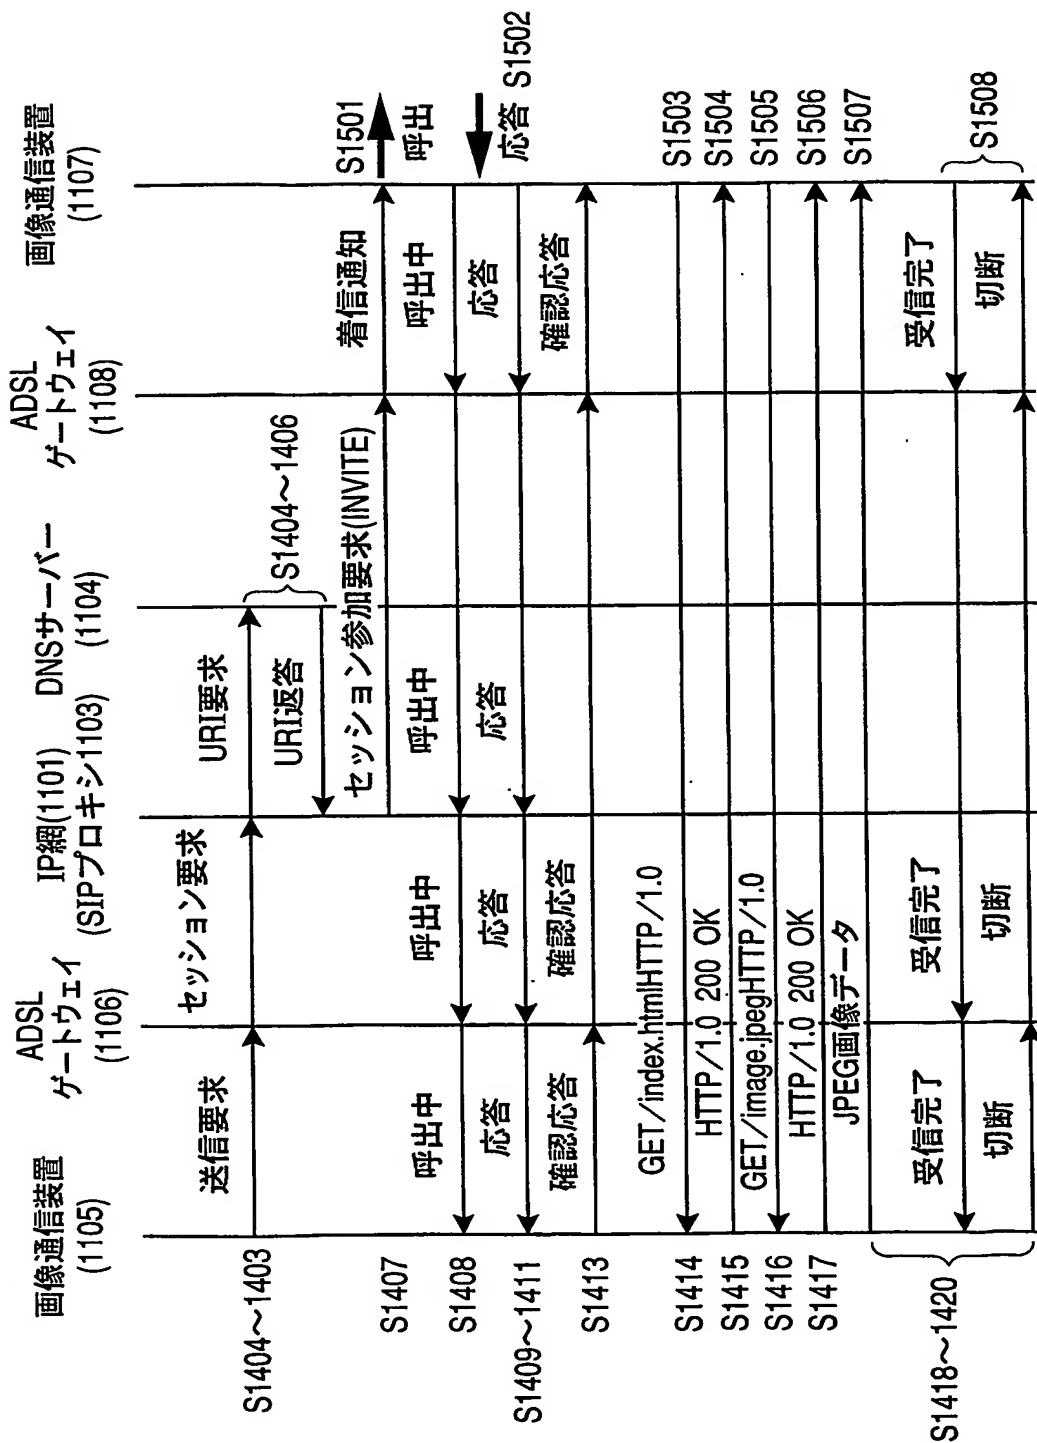 画像通信装置
(1105)
ADSL
ゲートウェイ
(1106)
IP網(1101)
(SIPプロキシ1103)
DNSサーバー
(1104)
ADSL
ゲートウェイ
(1108)
画像通信装置
(1107)
S1404〜1403
送信要求
セッション要求
URI要求
URI返答
S1404〜1406
S1407
セッション参加要求(INVITE)
着信通知
S1501
呼出
S1408
呼出中
呼出中
呼出中
呼出中
応答 S1502
S1409〜1411
応答
応答
応答
応答
S1413
確認応答
確認応答
確認応答
S1414
GET/index.htmlHTTP/1.0
S1503
S1415
HTTP/1.0 200 OK
S1504
S1416
GET/image.jpegHTTP/1.0
S1505
S1417
HTTP/1.0 200 OK
S1506
JPEG画像データ
S1507
S1418〜1420
受信完了
受信完了
受信完了
S1508
切断
切断
切断